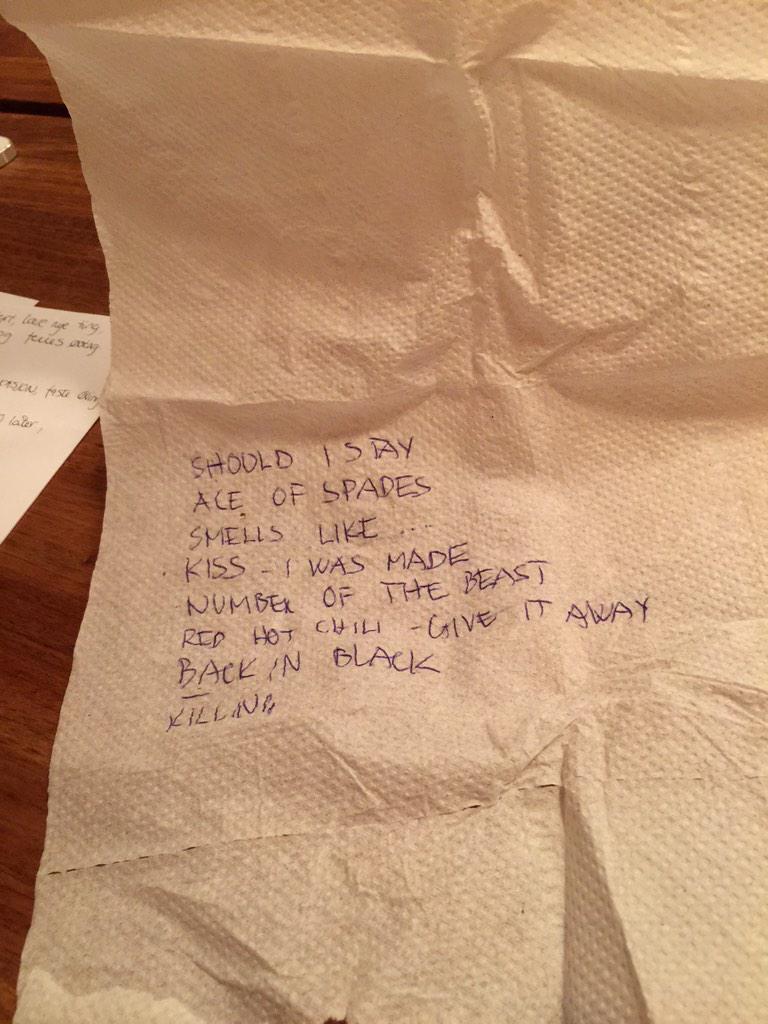 SHOULD I STAY
ACE OF SPADES
SMELLS LIKE ...
KISS - I WAS MADE
NUMBER OF THE BEAST
RED HOT CHILI - GIVE IT AWAY
BACK IN BLACK
KILLING
later,